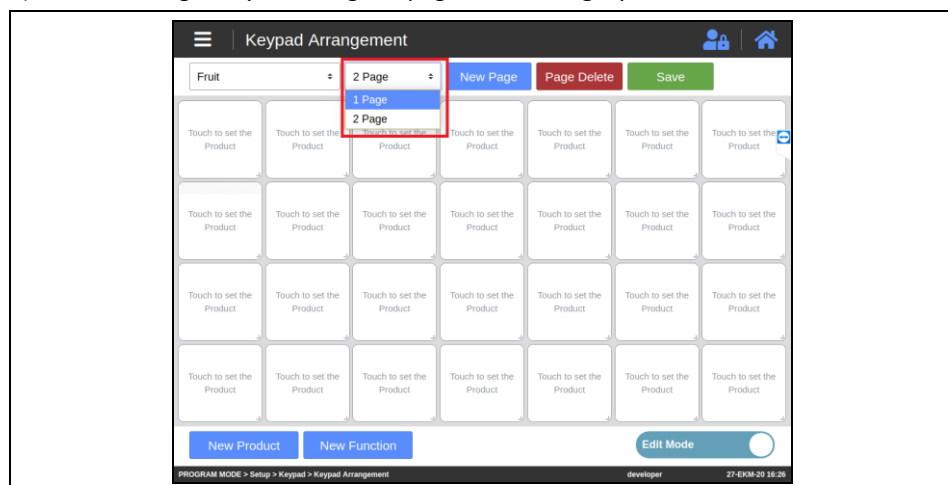 Keypad Arrangement
Fruit 2 Page New Page Page Delete Save
1 Page
2 Page
Touch to set the Product Touch to set the Product Touch to set the Product Touch to set the Product Touch to set the Product Touch to set the Product Touch to set the Product
Touch to set the Product Touch to set the Product Touch to set the Product Touch to set the Product Touch to set the Product Touch to set the Product Touch to set the Product
Touch to set the Product Touch to set the Product Touch to set the Product Touch to set the Product Touch to set the Product Touch to set the Product Touch to set the Product
Touch to set the Product Touch to set the Product Touch to set the Product Touch to set the Product Touch to set the Product Touch to set the Product Touch to set the Product
New Product New Function Edit Mode
PROGRAM MODE > Setup > Keypad > Keypad Arrangement developer 27-EKM-20 16:26